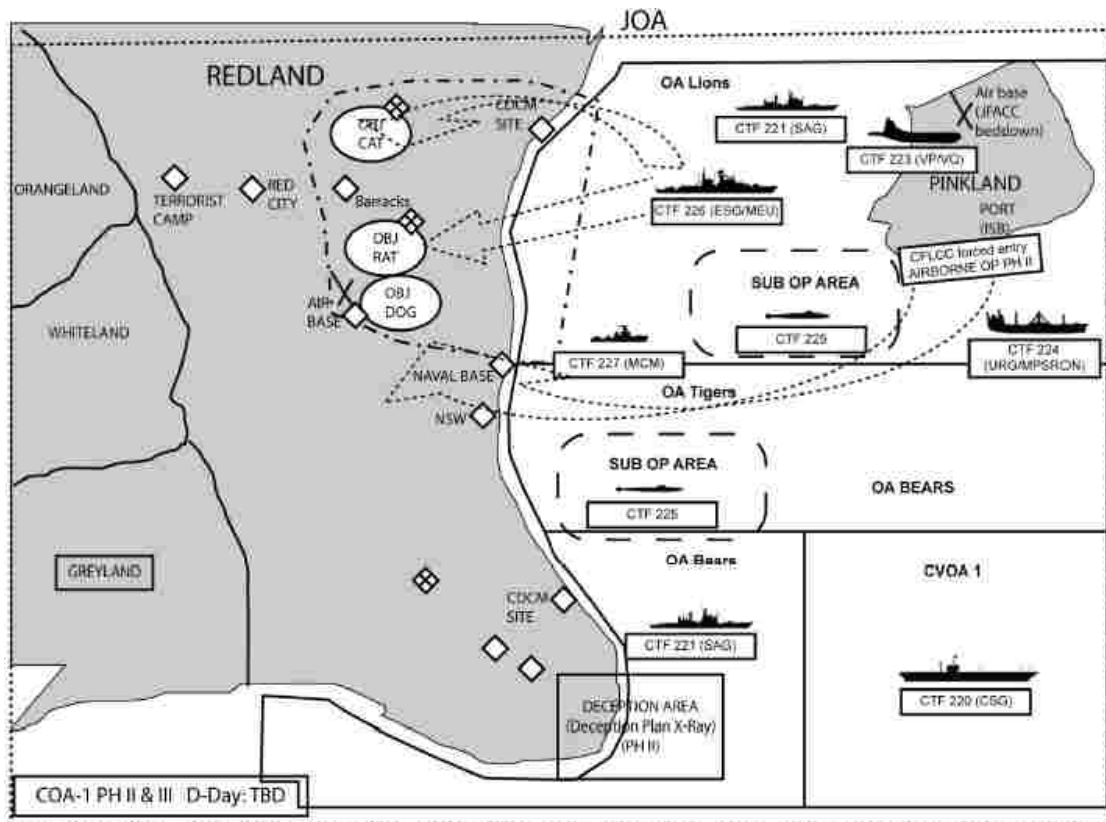 JOA
REDLAND
OA Lions
Air base
(JFACC
beddown)
CTF 221 (SAG)
CTF 223 (VP/VQ)
CDCM
SITE
OBJ
CAT
ORANGELAND
TERRORIST
CAMP
RED
CITY
Barracks
CTF 226 (ESG/MEU)
PINKLAND
PORT
(ISB)
OBJ
RAT
CFLCC forced entry
AIRBORNE OP PH II
SUB OP AREA
CTF 225
OBJ
DOG
AIR-
BASE
WHITELAND
CTF 227 (MCM)
CTF 224
(URG/MPSRON)
NAVAL BASE
OA Tigers
NSW
SUB OP AREA
CTF 225
OA BEARS
OA Bears
CVOA 1
GREYLAND
CDCM
SITE
CTF 221 (SAG)
CTF 220 (CSG)
DECEPTION AREA
(Deception Plan X-Ray)
(PH II)
COA-1 PH II & III D-Day: TBD